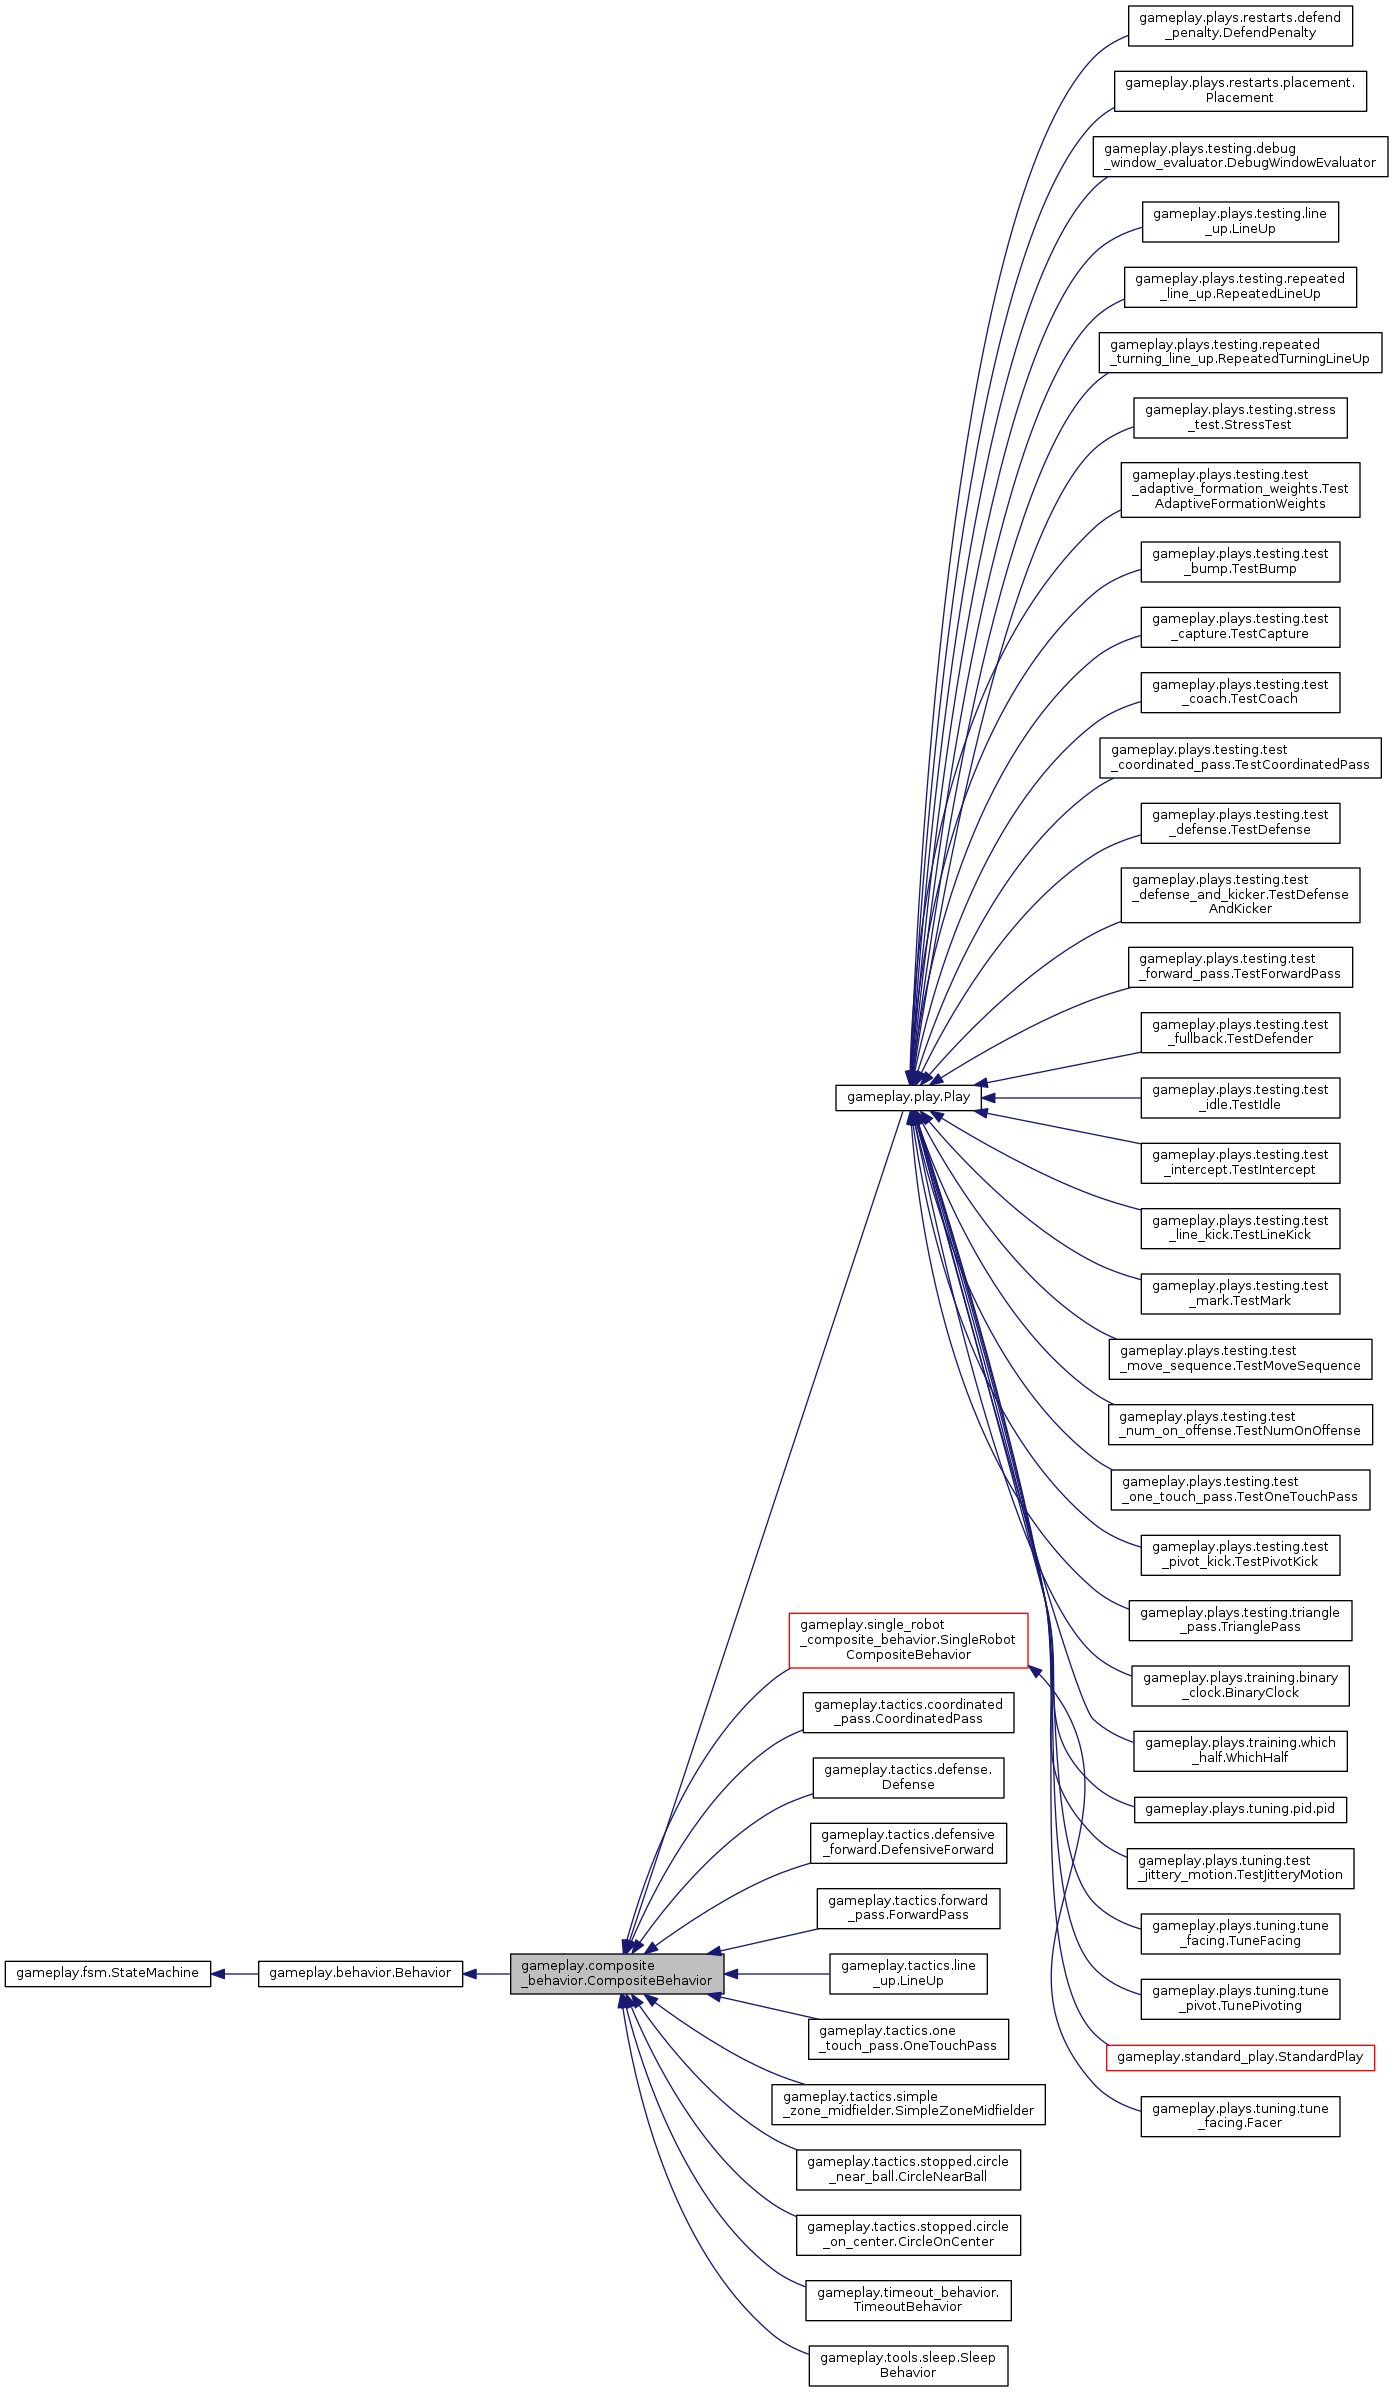 gameplay.plays.restarts.defend
_penalty.DefendPenalty
gameplay.plays.restarts.placement.
Placement
gameplay.plays.testing.debug
_window_evaluator.DebugWindowEvaluator
gameplay.plays.testing.line
_up.LineUp
gameplay.plays.testing.repeated
_line_up.RepeatedLineUp
gameplay.plays.testing.repeated
_turning_line_up.RepeatedTurningLineUp
gameplay.plays.testing.stress
_test.StressTest
gameplay.plays.testing.test
_adaptive_formation_weights.Test
AdaptiveFormationWeights
gameplay.plays.testing.test
_bump.TestBump
gameplay.plays.testing.test
_capture.TestCapture
gameplay.plays.testing.test
_coach.TestCoach
gameplay.plays.testing.test
_coordinated_pass.TestCoordinatedPass
gameplay.plays.testing.test
_defense.TestDefense
gameplay.plays.testing.test
_defense_and_kicker.TestDefense
AndKicker
gameplay.plays.testing.test
_forward_pass.TestForwardPass
gameplay.plays.testing.test
_fullback.TestDefender
gameplay.play.Play
gameplay.plays.testing.test
_idle.TestIdle
gameplay.plays.testing.test
_intercept.TestIntercept
gameplay.plays.testing.test
_line_kick.TestLineKick
gameplay.plays.testing.test
_mark.TestMark
gameplay.plays.testing.test
_move_sequence.TestMoveSequence
gameplay.plays.testing.test
_num_on_offense.TestNumOnOffense
gameplay.plays.testing.test
_one_touch_pass.TestOneTouchPass
gameplay.plays.testing.test
_pivot_kick.TestPivotKick
gameplay.plays.testing.triangle
_pass.TrianglePass
gameplay.single_robot
_composite_behavior.SingleRobot
CompositeBehavior
gameplay.plays.training.binary
_clock.BinaryClock
gameplay.tactics.coordinated
_pass.CoordinatedPass
gameplay.plays.training.which
_half.WhichHalf
gameplay.tactics.defense.
Defense
gameplay.plays.tuning.pid.pid
gameplay.tactics.defensive
_forward.DefensiveForward
gameplay.plays.tuning.test
_jittery_motion.TestJitteryMotion
gameplay.tactics.forward
_pass.ForwardPass
gameplay.plays.tuning.tune
_facing.TuneFacing
gameplay.fsm.StateMachine
gameplay.behavior.Behavior
gameplay.composite
_behavior.CompositeBehavior
gameplay.tactics.line
_up.LineUp
gameplay.plays.tuning.tune
_pivot.TunePivoting
gameplay.tactics.one
_touch_pass.OneTouchPass
gameplay.standard_play.StandardPlay
gameplay.tactics.simple
_zone_midfielder.SimpleZoneMidfielder
gameplay.plays.tuning.tune
_facing.Facer
gameplay.tactics.stopped.circle
_near_ball.CircleNearBall
gameplay.tactics.stopped.circle
_on_center.CircleOnCenter
gameplay.timeout_behavior.
TimeoutBehavior
gameplay.tools.sleep.Sleep
Behavior